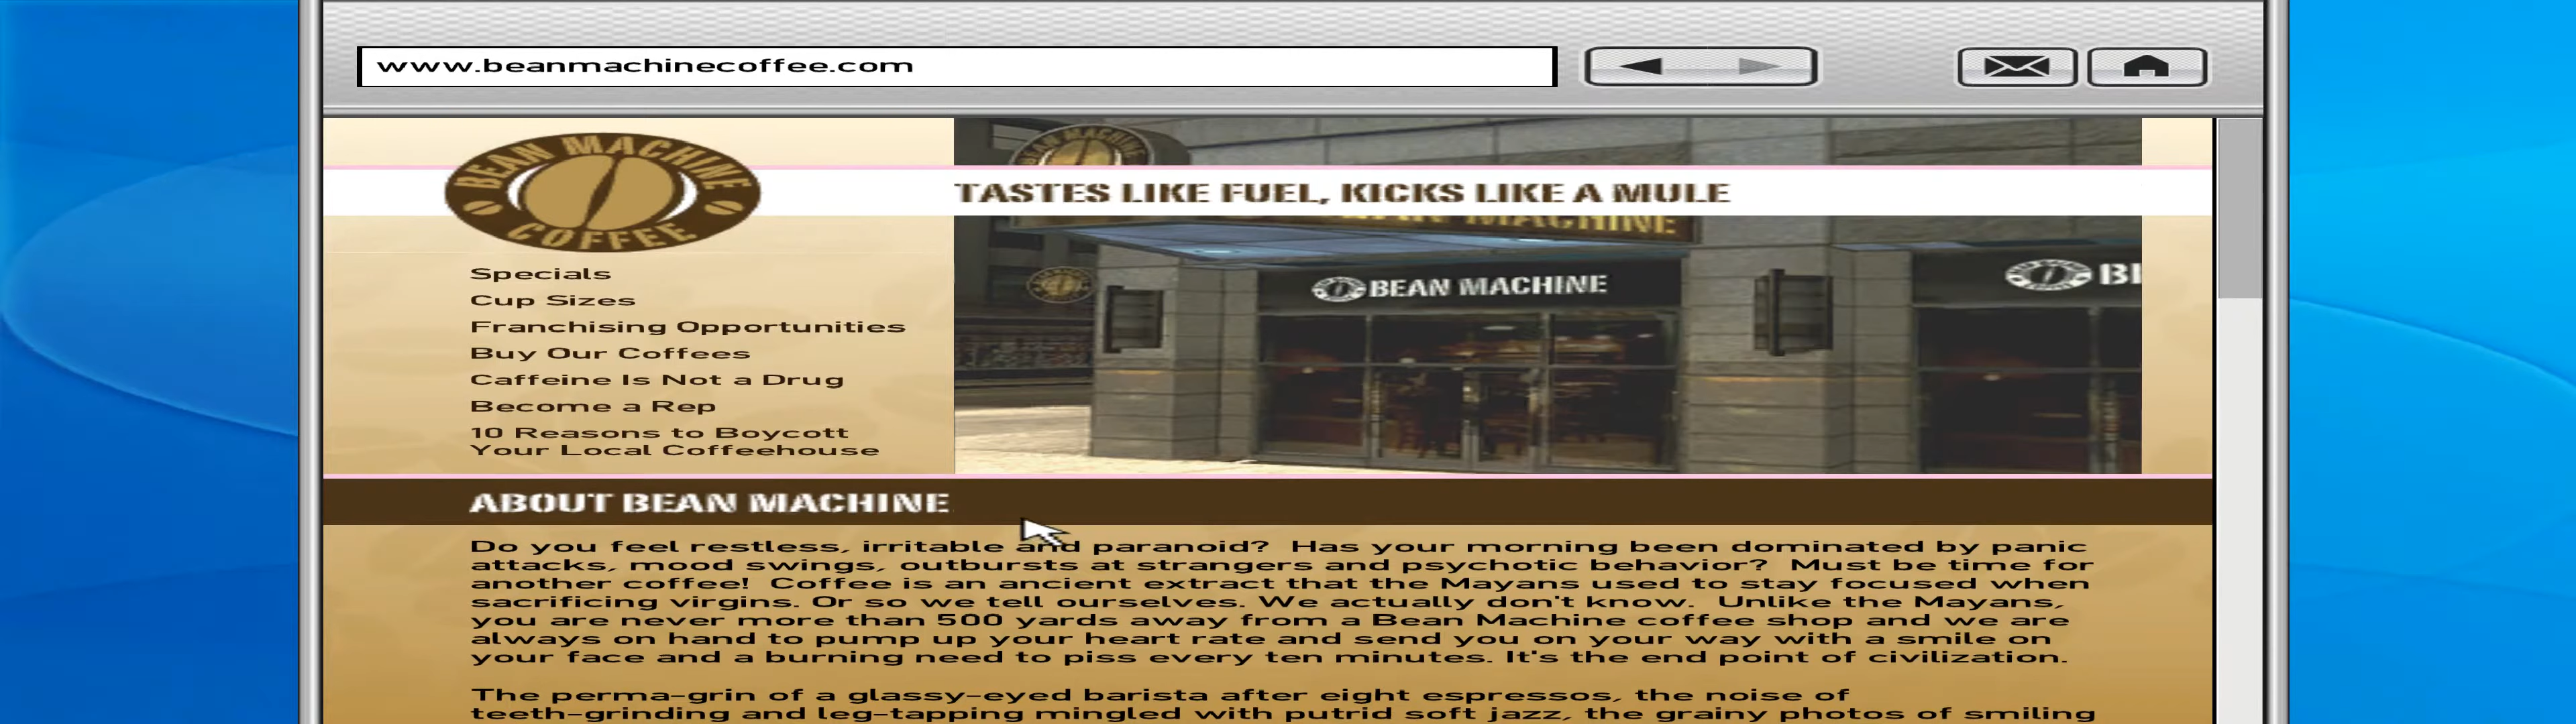 www.beanmachinecoffee.com
BEAN MACHINE
COFFEE
BEAN MACHINE
TASTES LIKE FUEL, KICKS LIKE A MULE
MACHINE
BEAN MACHINE
Specials
Cup Sizes
Franchising Opportunities
Buy Our Coffees
Caffeine Is Not a Drug
Become a Rep
10 Reasons to Boycott
Your Local Coffeehouse
ABOUT BEAN MACHINE
Do you feel restless, irritable and paranoid? Has your morning been dominated by panic
attacks, mood swings, outbursts at strangers and psychotic behavior? Must be time for
another coffee! Coffee is an ancient extract that the Mayans used to stay focused when
sacrificing virgins. Or so we tell ourselves. We actually don't know. Unlike the Mayans,
you are never more than 500 yards away from a Bean Machine coffee shop and we are
always on hand to pump up your heart rate and send you on your way with a smile on
your face and a burning need to piss every ten minutes. It's the end point of civilization.
The perma-grin of a glassy-eyed barista after eight espressos, the noise of
teeth-grinding and leg-tapping mingled with putrid soft jazz, the grainy photos of smiling